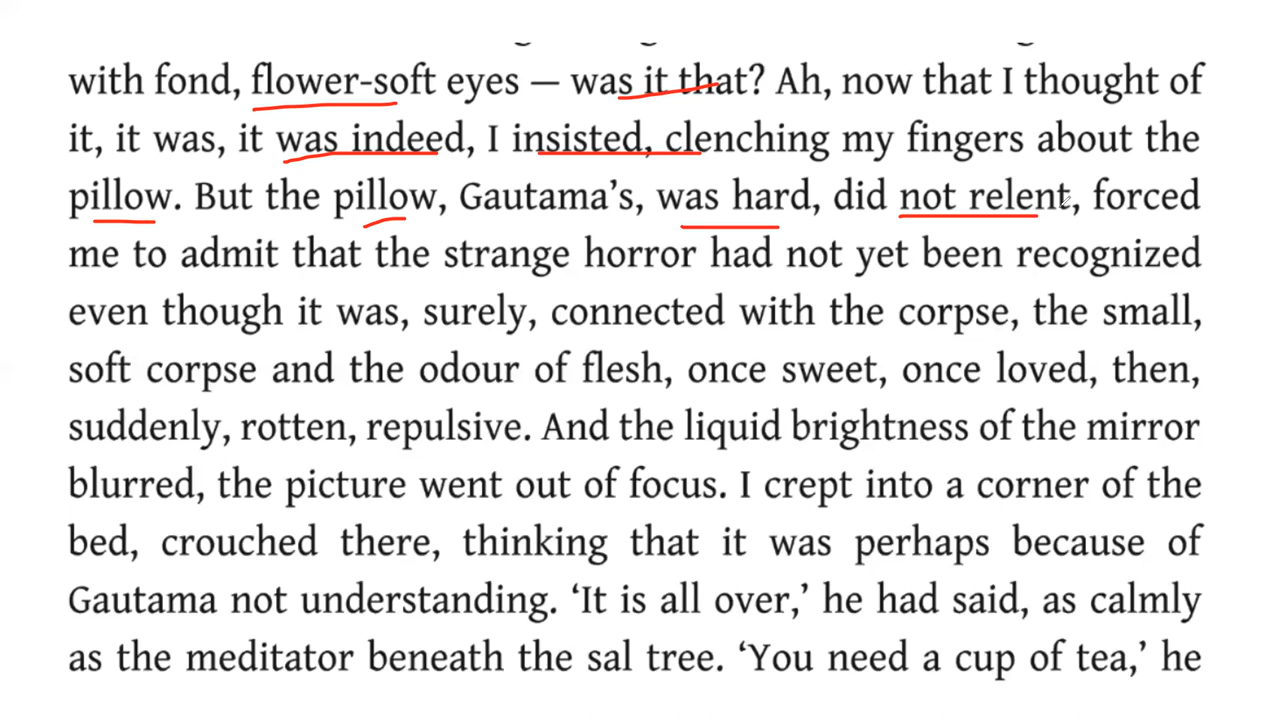 with fond, flower-soft eyes — was it that? Ah, now that I thought of
it, it was, it was indeed, I insisted, clenching my fingers about the
pillow. But the pillow, Gautama’s, was hard, did not relent, forced
me to admit that the strange horror had not yet been recognized
even though it was, surely, connected with the corpse, the small,
soft corpse and the odour of flesh, once sweet, once loved, then,
suddenly, rotten, repulsive. And the liquid brightness of the mirror
blurred, the picture went out of focus. I crept into a corner of the
bed, crouched there, thinking that it was perhaps because of
Gautama not understanding. ‘It is all over,’ he had said, as calmly
as the meditator beneath the sal tree. ‘You need a cup of tea,’ he